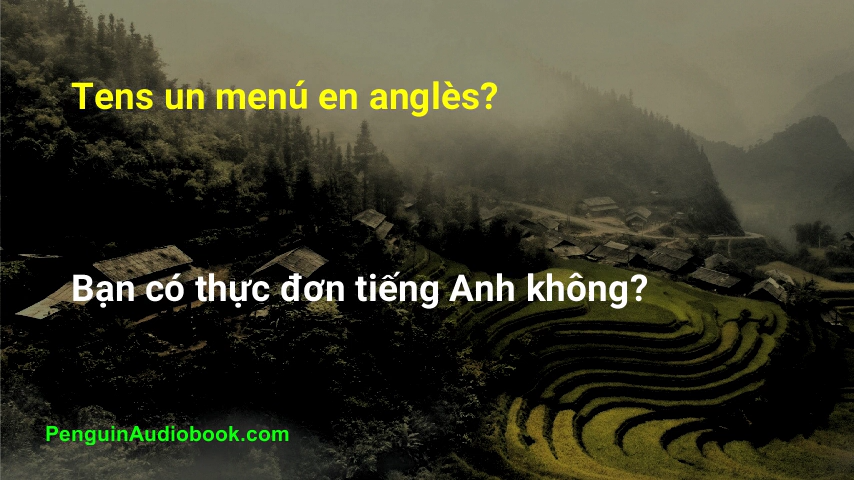 Tens un menú en anglès?
Bạn có thực đơn tiếng Anh không?
PenguinAudiobook.com